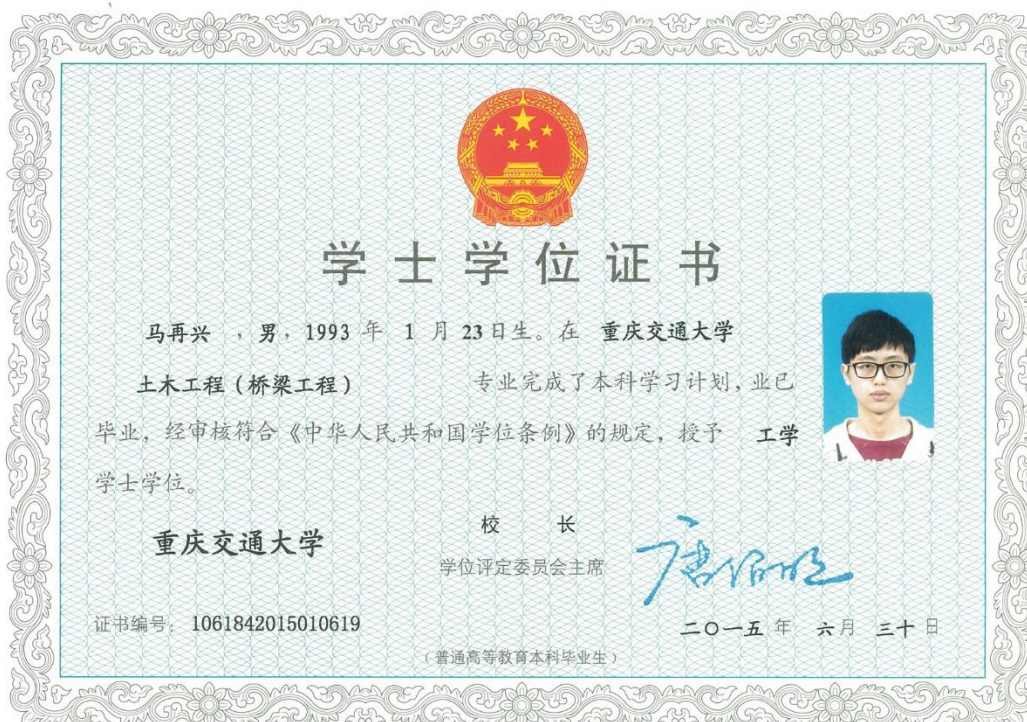 学士学位证书
马再兴 ，男，1993 年 1 月 23 日生。在 重庆交通大学
土木工程（桥梁工程） 专业完成了本科学习计划，业已
毕业，经审核符合《中华人民共和国学位条例》的规定，授予 工学
学士学位。
重庆交通大学
校 长
学位评定委员会主席
唐伯明
证书编号：1061842015010619
二〇一五 年 六 月 三十 日
（普通高等教育本科毕业生）